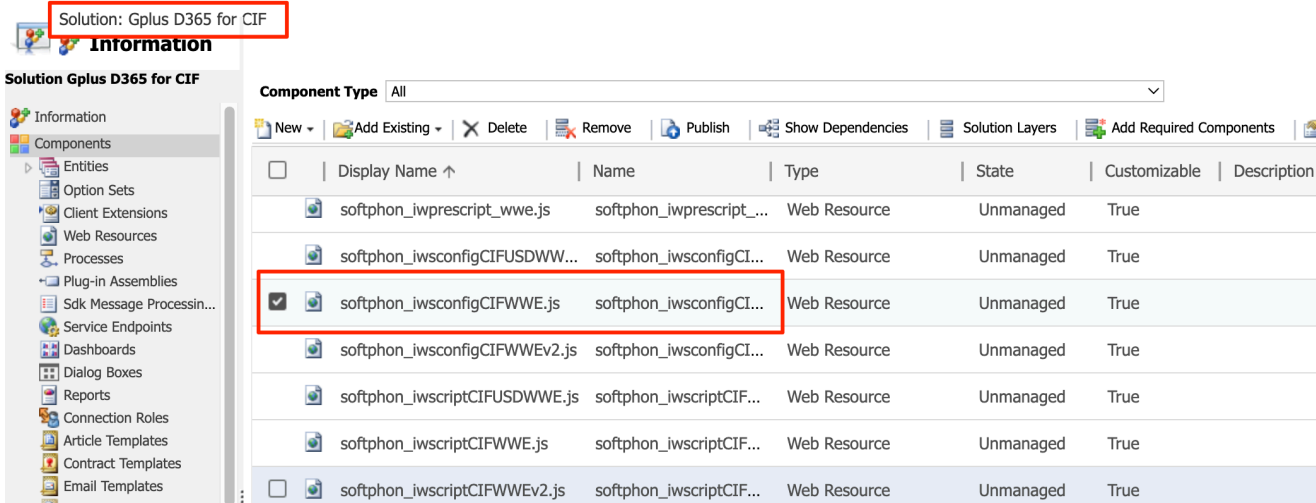 Solution: Gplus D365 for CIF
Information
Solution Gplus D365 for CIF
Information
Components
Entities
Option Sets
Client Extensions
Web Resources
Processes
Plug-in Assemblies
Sdk Message Processin...
Service Endpoints
Dashboards
Dialog Boxes
Reports
Connection Roles
Article Templates
Contract Templates
Email Templates
Component Type All
New Add Existing Delete Remove Publish Show Dependencies Solution Layers Add Required Components
Display Name ↑ Name Type State Customizable Description
softphon_iwprescript_wwe.js softphon_iwprescript_... Web Resource Unmanaged True
softphon_iwsconfigCIFUSDWW... softphon_iwsconfigCI... Web Resource Unmanaged True
softphon_iwsconfigCIFWWE.js softphon_iwsconfigCI... Web Resource Unmanaged True
softphon_iwsconfigCIFWWEv2.js softphon_iwsconfigCI... Web Resource Unmanaged True
softphon_iwscriptCIFUSDWWE.js softphon_iwscriptCIF... Web Resource Unmanaged True
softphon_iwscriptCIFWWE.js softphon_iwscriptCIF... Web Resource Unmanaged True
softphon_iwscriptCIFWWEv2.js softphon_iwscriptCIF... Web Resource Unmanaged True